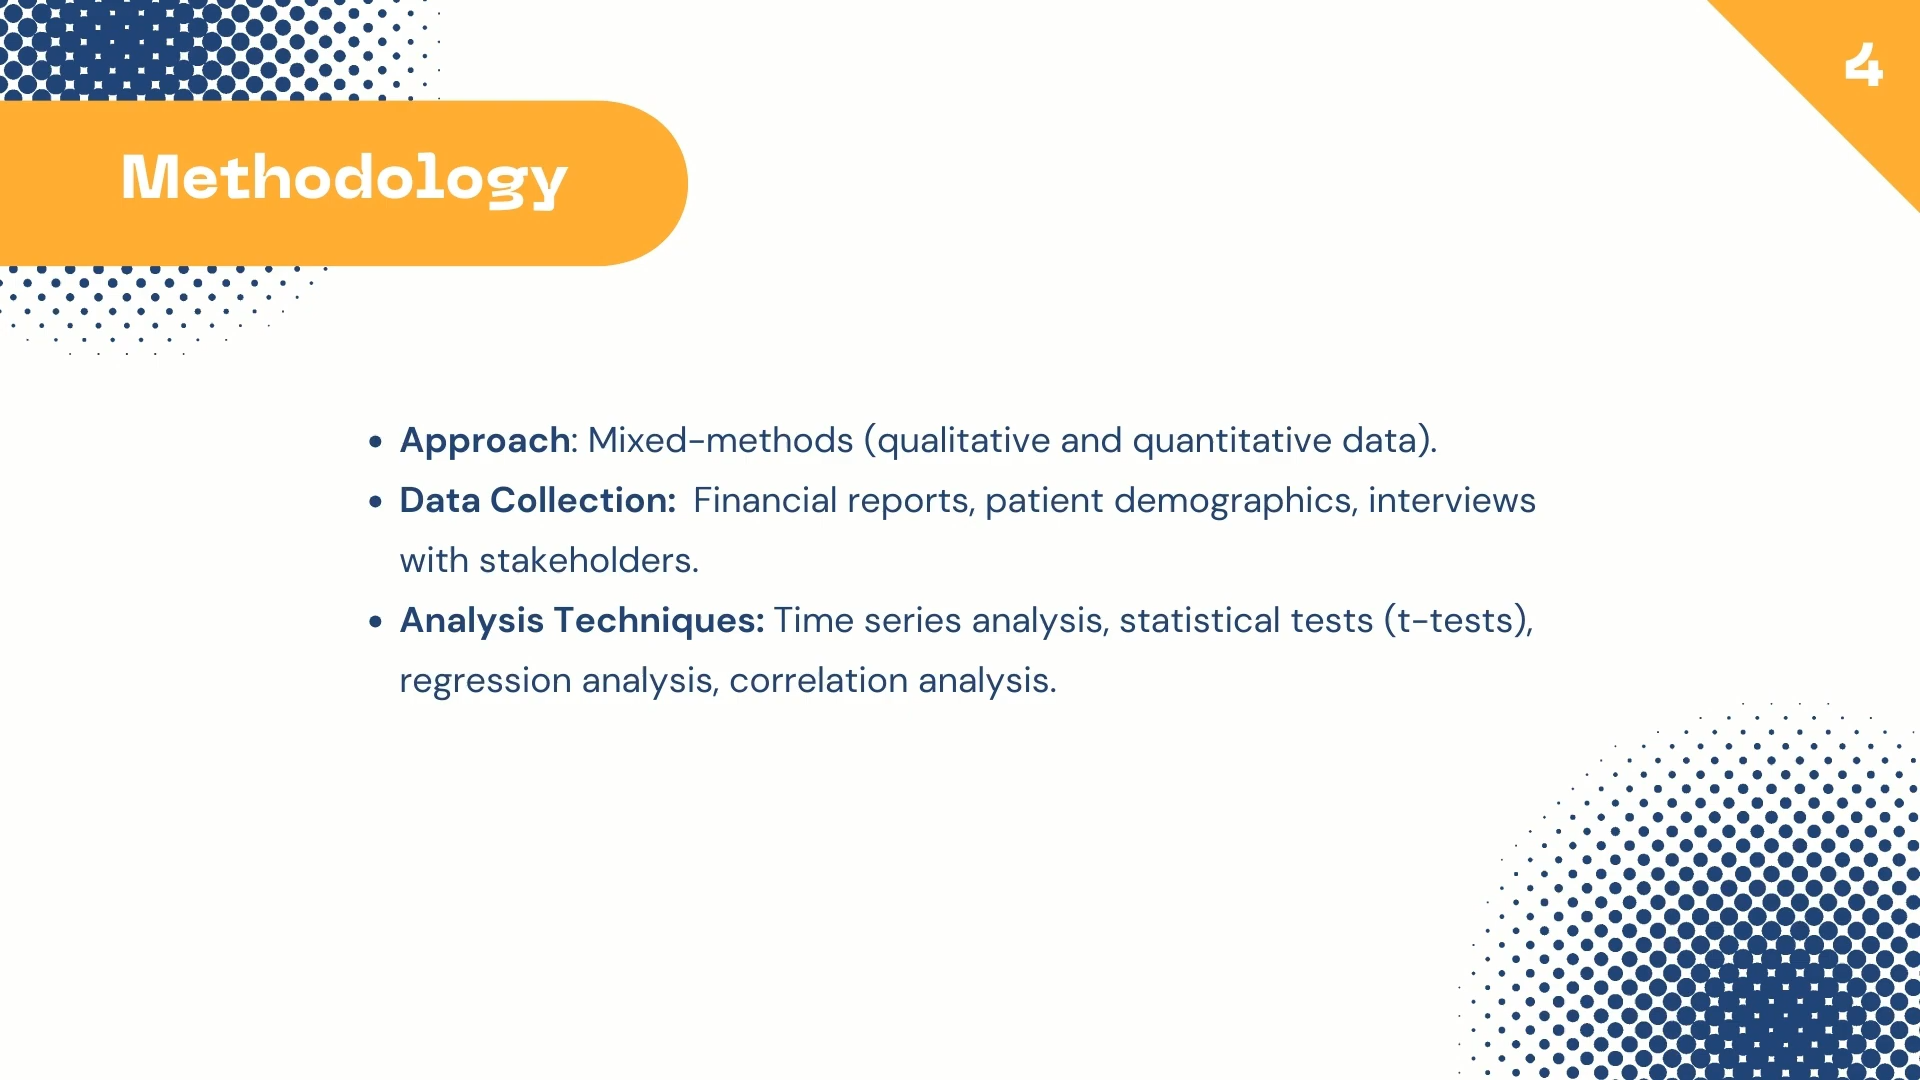 4
Methodology
• Approach: Mixed-methods (qualitative and quantitative data).
• Data Collection:  Financial reports, patient demographics, interviews
with stakeholders.
• Analysis Techniques: Time series analysis, statistical tests (t-tests),
regression analysis, correlation analysis.